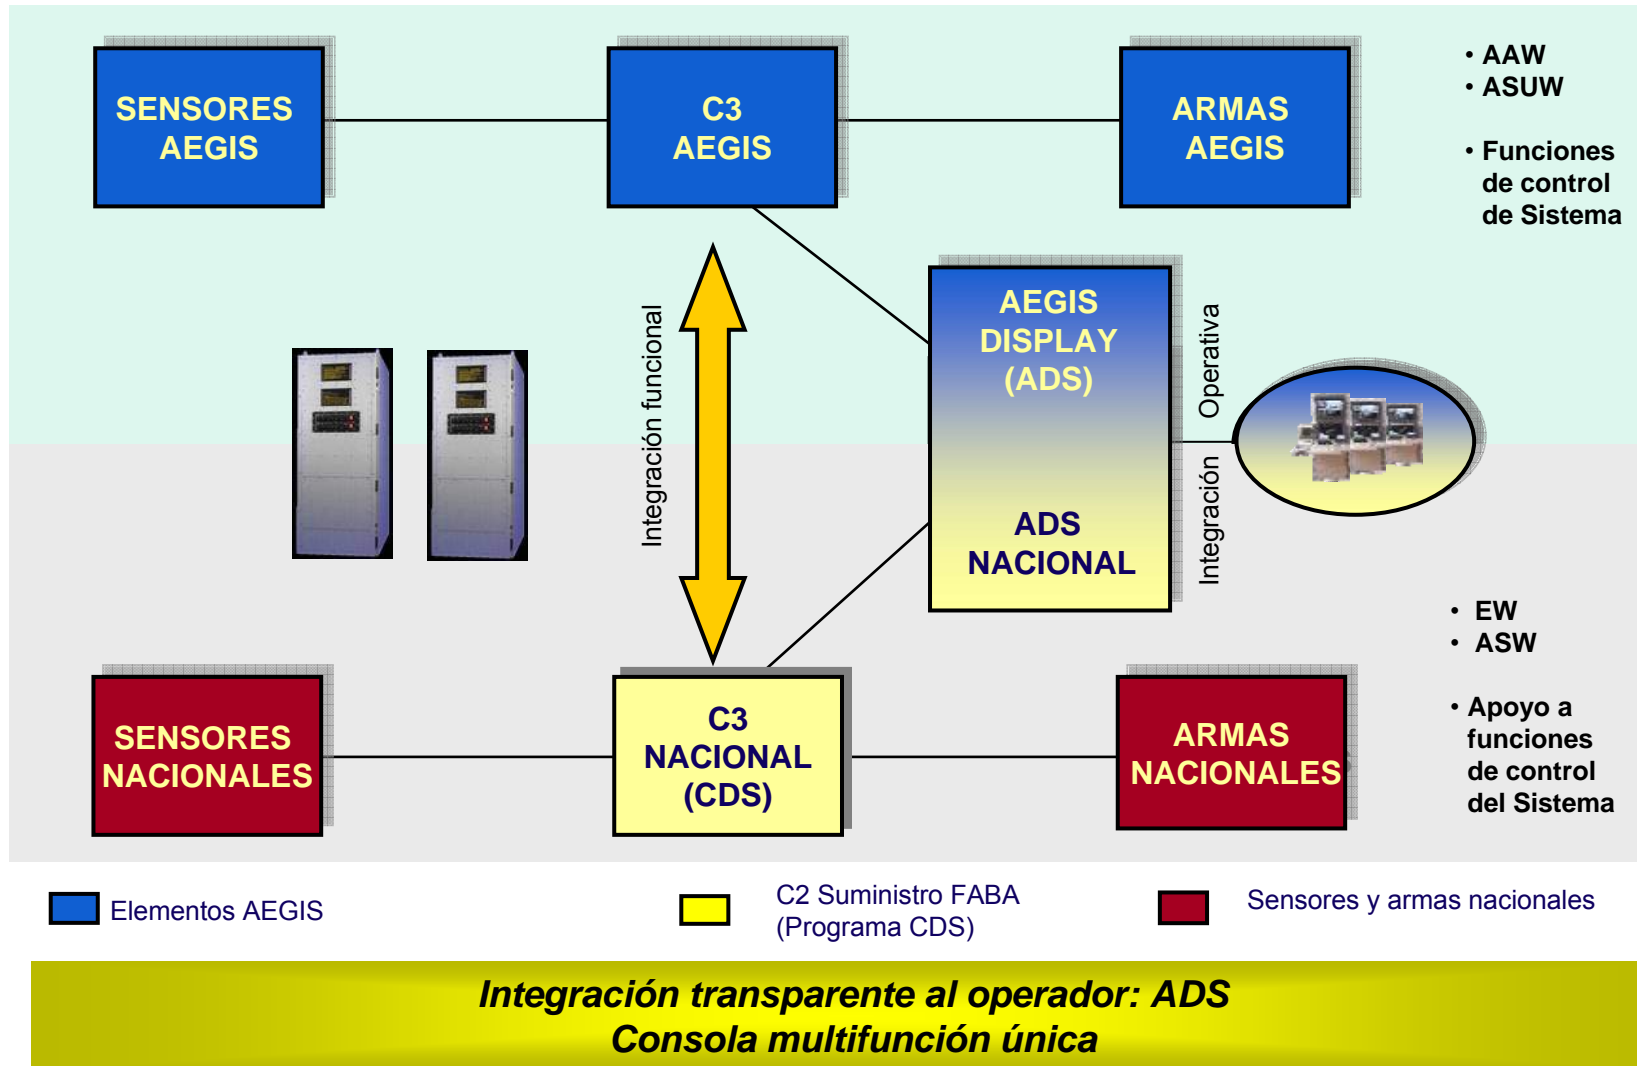 SENSORES
AEGIS
C3
AEGIS
ARMAS
AEGIS
• AAW
• ASUW
• Funciones
de control
de Sistema
Integración funcional
AEGIS
DISPLAY
(ADS)
ADS
NACIONAL
Integración Operativa
• EW
• ASW
• Apoyo a
funciones
de control
del Sistema
SENSORES
NACIONALES
C3
NACIONAL
(CDS)
ARMAS
NACIONALES
Elementos AEGIS
C2 Suministro FABA
(Programa CDS)
Sensores y armas nacionales
Integración transparente al operador: ADS
Consola multifunción única